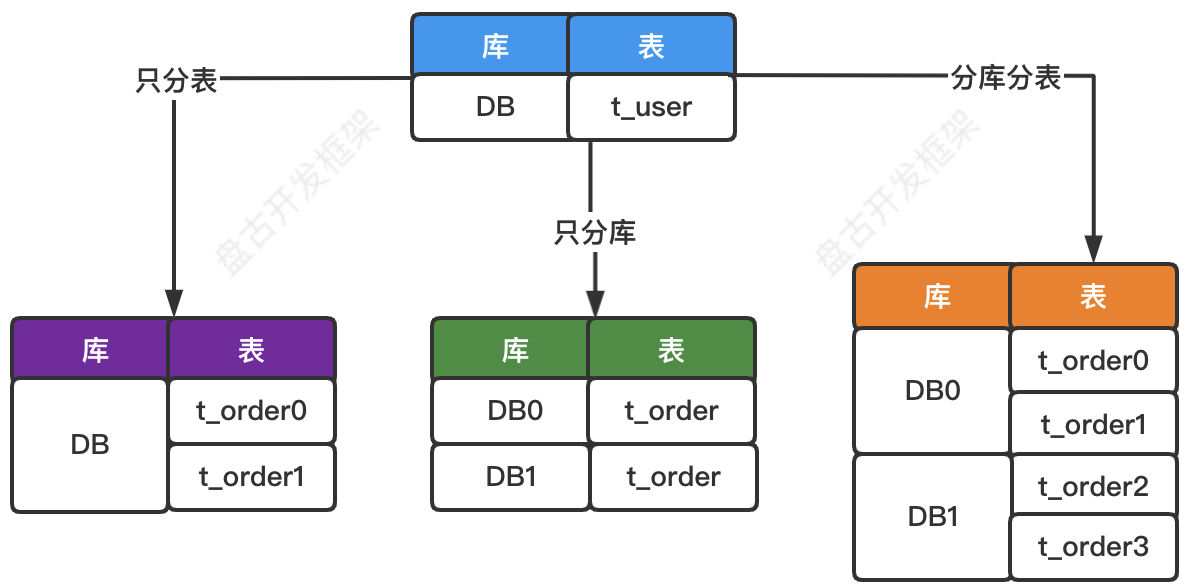 库 表
DB t_user
只分表
只分库
分库分表
盘古开发框架
盘古开发框架
库 表
DB
t_order0
t_order1
库 表
DB0 t_order
DB1 t_order
库 表
DB0
t_order0
t_order1
DB1
t_order2
t_order3